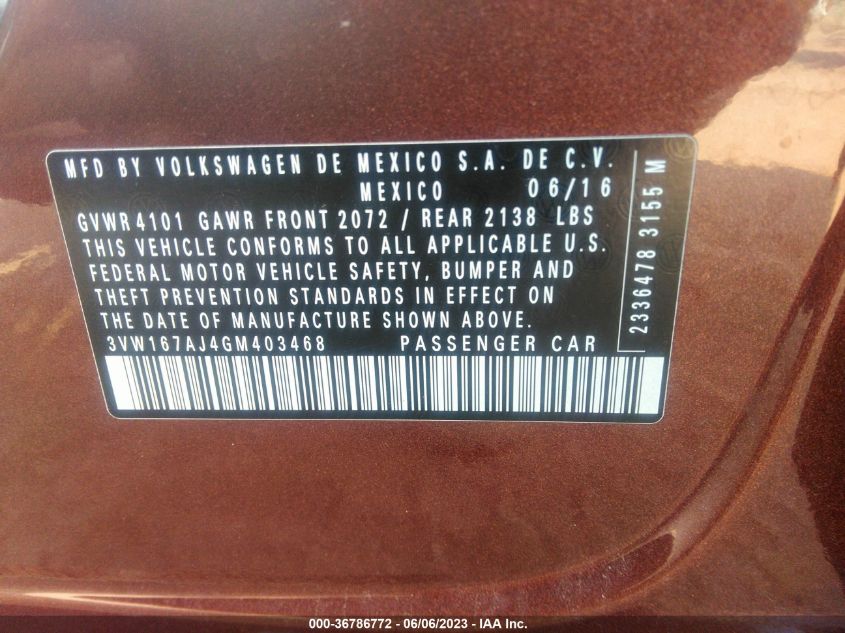 MFD BY VOLKSWAGEN DE MEXICO S.A. DE C.V.
MEXICO 06/16
GVWR 4101 GAWR FRONT 2072 / REAR 2138 LBS
THIS VEHICLE CONFORMS TO ALL APPLICABLE U.S.
FEDERAL MOTOR VEHICLE SAFETY, BUMPER AND
THEFT PREVENTION STANDARDS IN EFFECT ON
THE DATE OF MANUFACTURE SHOWN ABOVE.
3VW167AJ4GM403468 PASSENGER CAR
2336478 3155 M
000-36786772 - 06/06/2023 - IAA Inc.